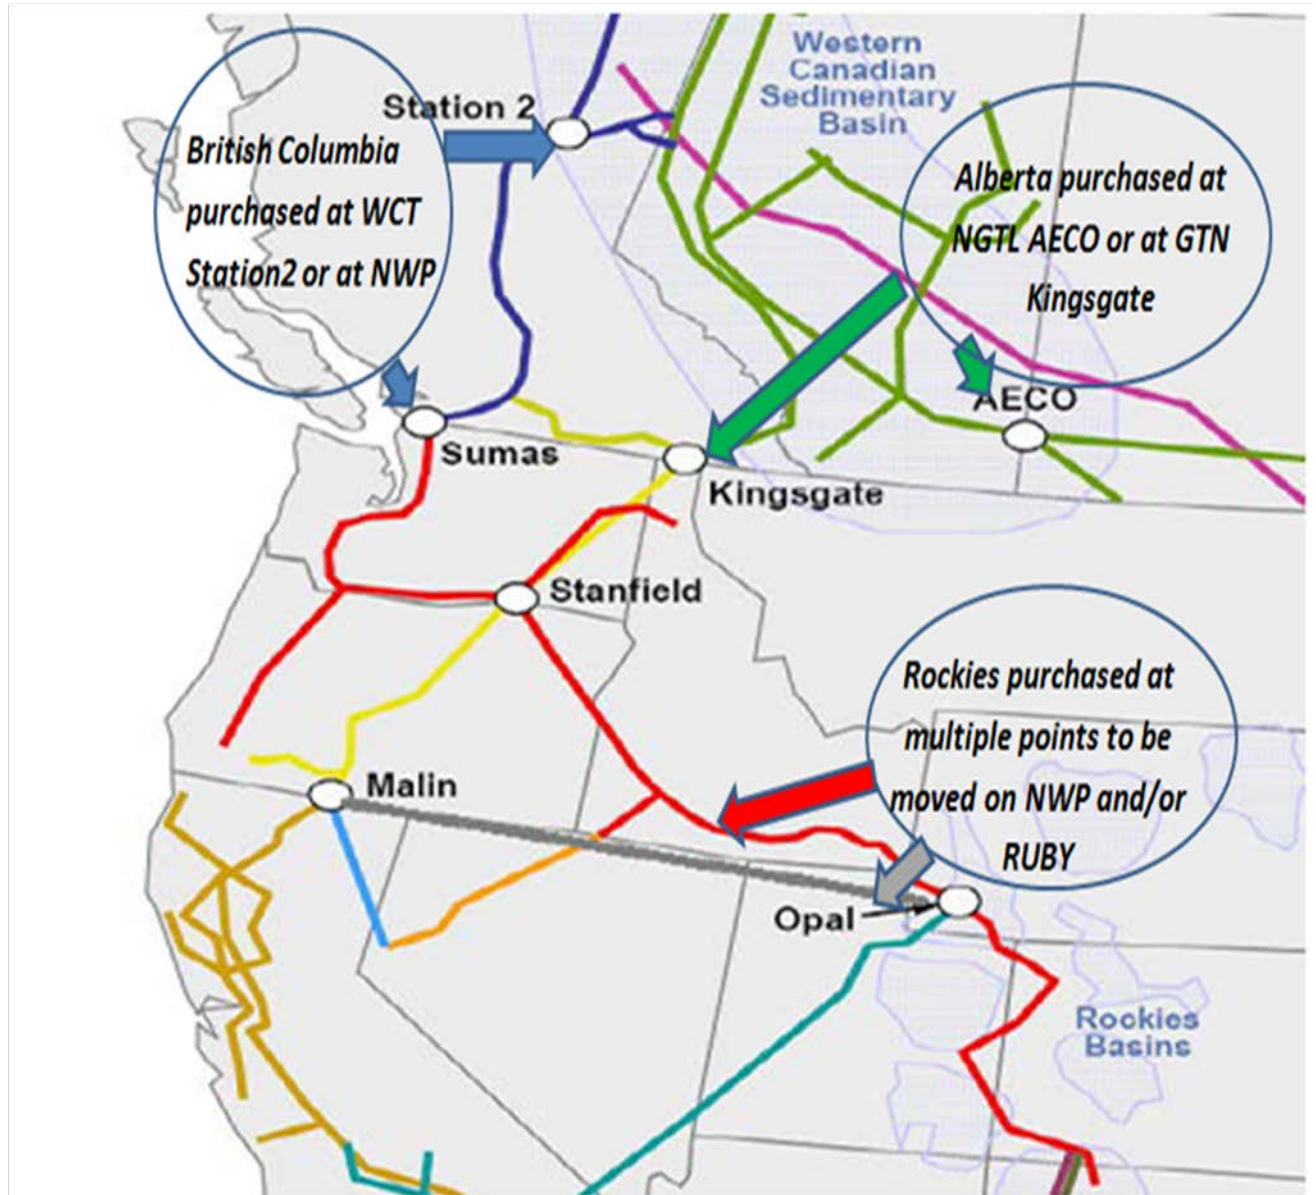 Western
Canadian
Sedimentary
Basin
Station 2
British Columbia
purchased at WCT
Station2 or at NWP
Alberta purchased at
NGTL AECO or at GTN
Kingsgate
AECO
Sumas
Kingsgate
Stanfield
Rockies purchased at
multiple points to be
moved on NWP and/or
RUBY
Malin
Opal
Rockies
Basins